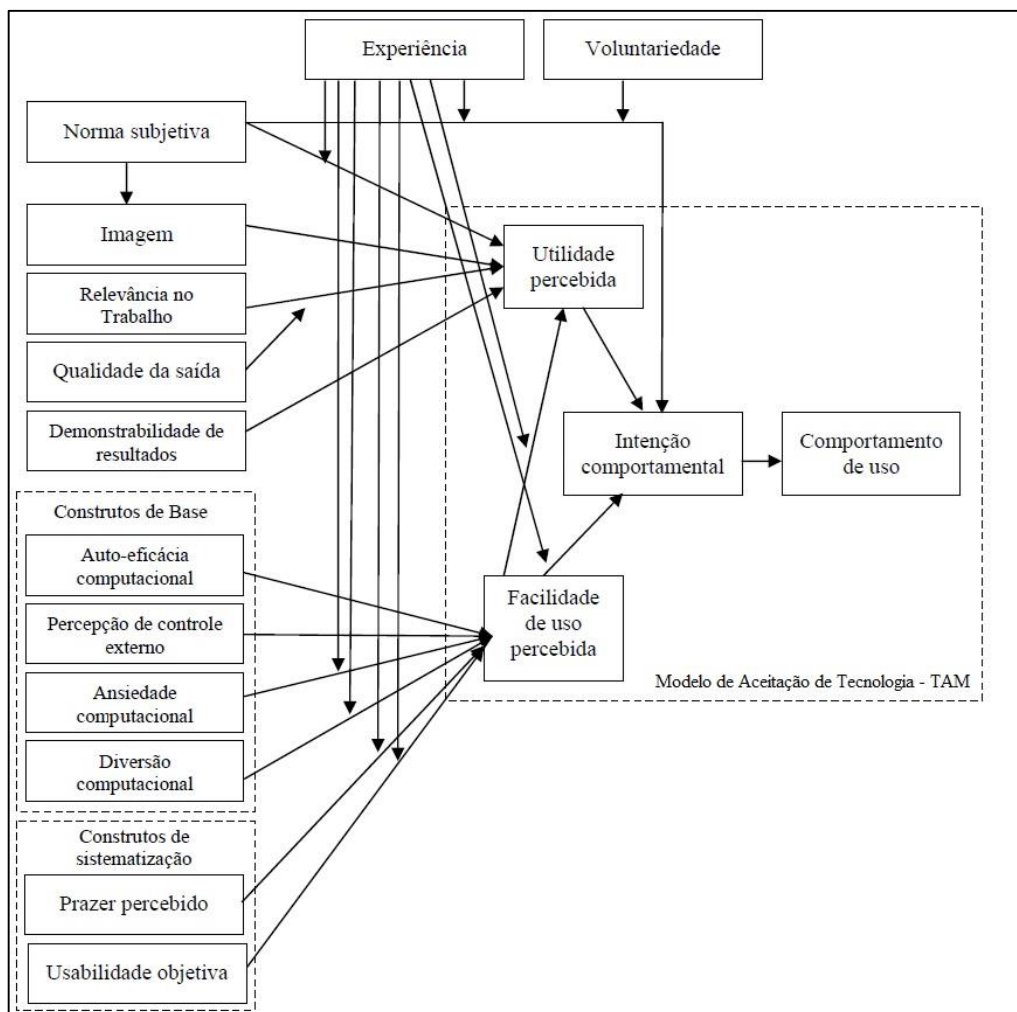 Experiência
Voluntariedade
Norma subjetiva
Imagem
Relevância no
Trabalho
Qualidade da saída
Demonstrabilidade de
resultados
Utilidade
percebida
Intenção
comportamental
Comportamento
de uso
Construtos de Base
Auto-eficácia
computacional
Percepção de controle
externo
Ansiedade
computacional
Diversão
computacional
Facilidade
de uso
percebida
Modelo de Aceitação de Tecnologia - TAM
Construtos de
sistematização
Prazer percebido
Usabilidade objetiva